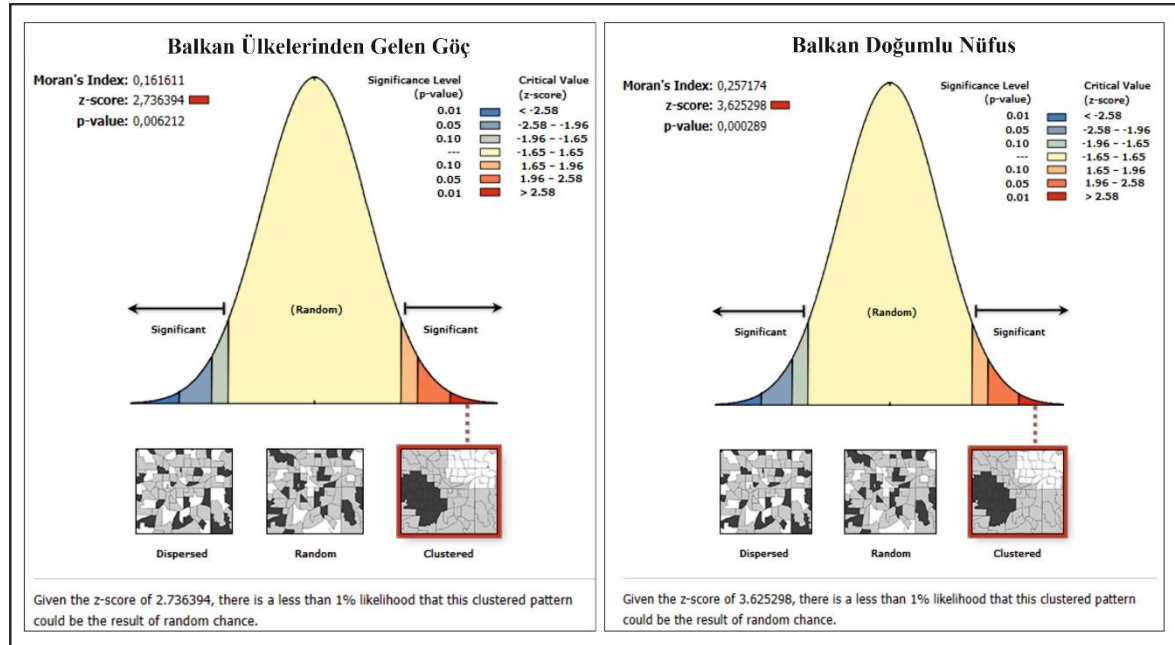 Balkan Ülkelerinden Gelen Göç
Moran's Index: 0,161611
z-score: 2,736394
p-value: 0,006212
Significance Level
(p-value)
Critical Value
(z-score)
0.01 < -2.58
0.05 -2.58 – -1.96
0.10 -1.96 – -1.65
--- -1.65 – 1.65
0.10 1.65 – 1.96
0.05 1.96 – 2.58
0.01 > 2.58
Significant
(Random)
Significant
Dispersed
Random
Clustered
Given the z-score of 2.736394, there is a less than 1% likelihood that this clustered pattern
could be the result of random chance.
Balkan Doğumlu Nüfus
Moran's Index: 0,257174
z-score: 3,625298
p-value: 0,000289
Significance Level
(p-value)
Critical Value
(z-score)
0.01 < -2.58
0.05 -2.58 – -1.96
0.10 -1.96 – -1.65
--- -1.65 – 1.65
0.10 1.65 – 1.96
0.05 1.96 – 2.58
0.01 > 2.58
Significant
(Random)
Significant
Dispersed
Random
Clustered
Given the z-score of 3.625298, there is a less than 1% likelihood that this clustered pattern
could be the result of random chance.